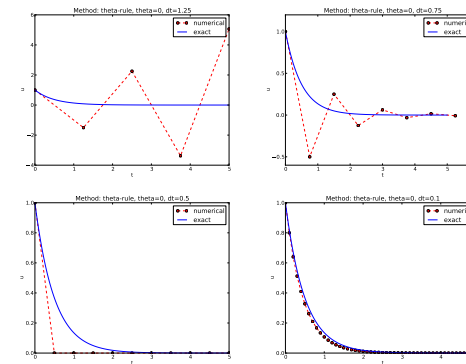 Method: theta-rule, theta=0, dt=1.25
6
4
2
0
−2
−4
u
0 1 2 3 4 5
t
numerical
exact
Method: theta-rule, theta=0, dt=0.75
1.0
0.5
0.0
−0.5
u
0 1 2 3 4 5
t
numerica
exact
Method: theta-rule, theta=0, dt=0.5
1.0
0.8
0.6
0.4
0.2
0.0
u
0 1 2 3 4 5
t
numerical
exact
Method: theta-rule, theta=0, dt=0.1
1.0
0.8
0.6
0.4
0.2
0.0
u
0 1 2 3 4
t
numerica
exact